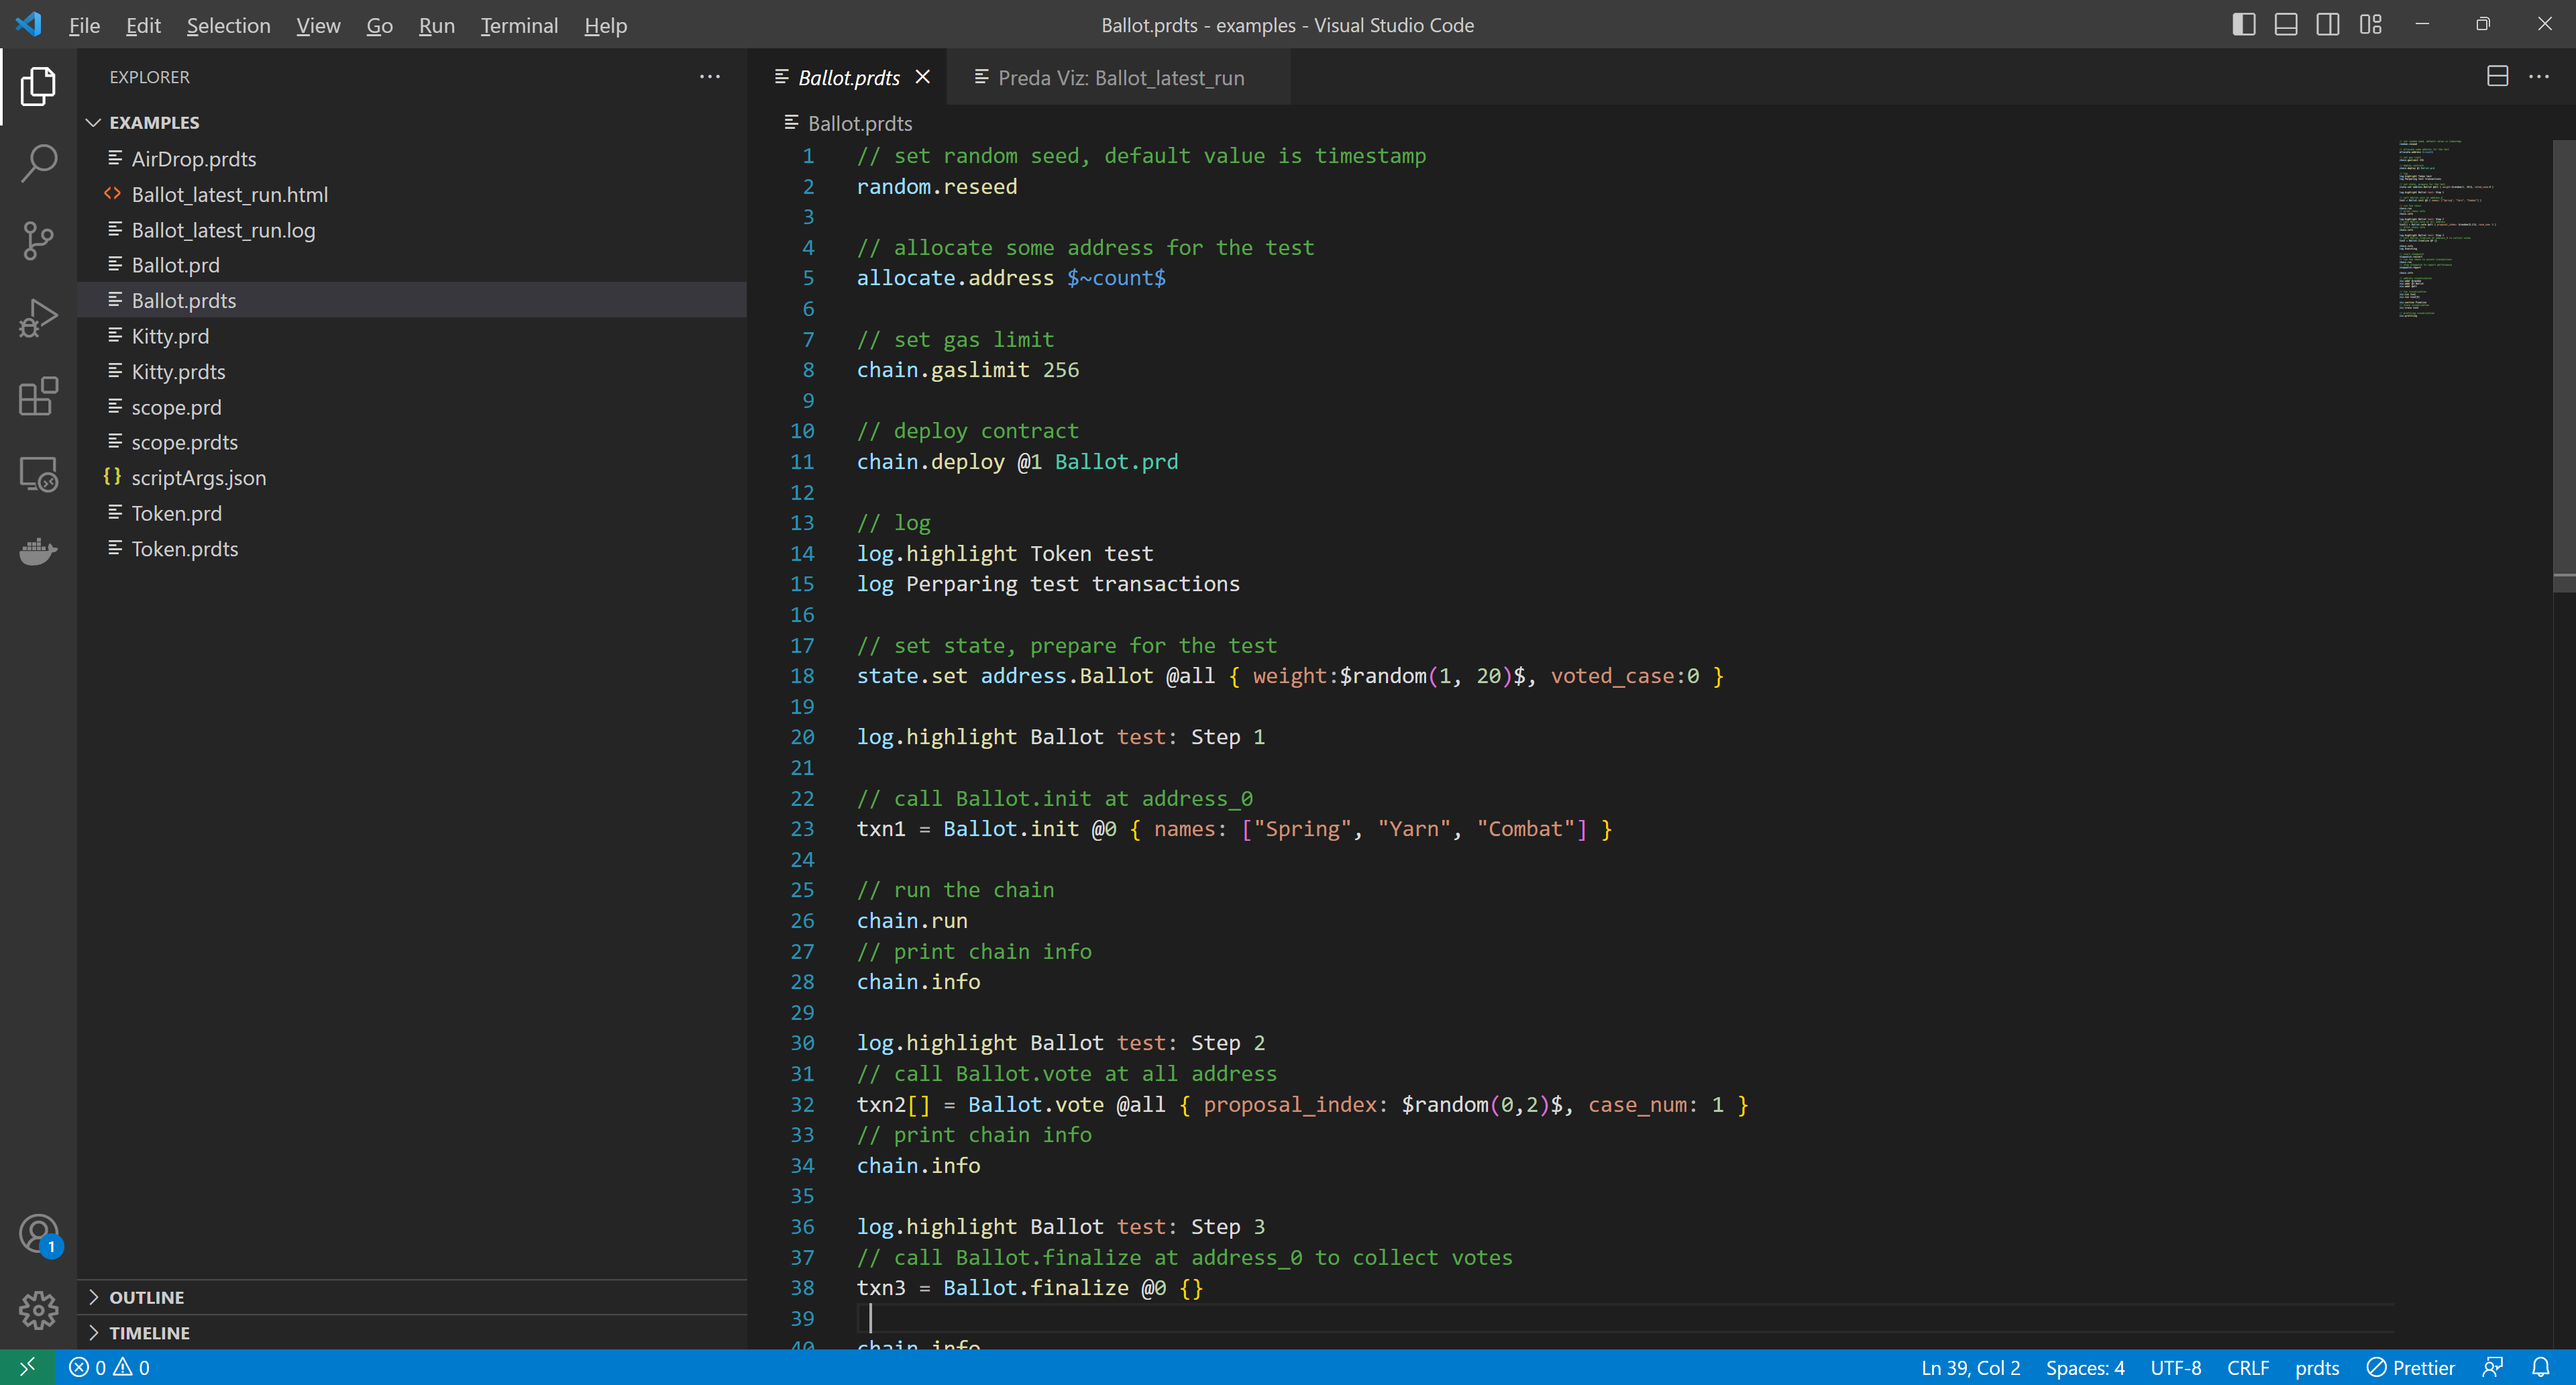 File Edit Selection View Go Run Terminal Help
Ballot.prdts - examples - Visual Studio Code
EXPLORER
EXAMPLES
AirDrop.prdts
Ballot_latest_run.html
Ballot_latest_run.log
Ballot.prd
Ballot.prdts
Kitty.prd
Kitty.prdts
scope.prd
scope.prdts
{} scriptArgs.json
Token.prd
Token.prdts
OUTLINE
TIMELINE
1
Ballot.prdts
Preda Viz: Ballot_latest_run
Ballot.prdts
1 // set random seed, default value is timestamp
2 random.reseed
3
4 // allocate some address for the test
5 allocate.address $~count$
6
7 // set gas limit
8 chain.gaslimit 256
9
10 // deploy contract
11 chain.deploy @1 Ballot.prd
12
13 // log
14 log.highlight Token test
15 log Perparing test transactions
16
17 // set state, prepare for the test
18 state.set address.Ballot @all { weight:$random(1, 20)$, voted_case:0 }
19
20 log.highlight Ballot test: Step 1
21
22 // call Ballot.init at address_0
23 txn1 = Ballot.init @0 { names: ["Spring", "Yarn", "Combat"] }
24
25 // run the chain
26 chain.run
27 // print chain info
28 chain.info
29
30 log.highlight Ballot test: Step 2
31 // call Ballot.vote at all address
32 txn2[] = Ballot.vote @all { proposal_index: $random(0,2)$, case_num: 1 }
33 // print chain info
34 chain.info
35
36 log.highlight Ballot test: Step 3
37 // call Ballot.finalize at address_0 to collect votes
38 txn3 = Ballot.finalize @0 {}
39
40 chain.info
0 0
Ln 39, Col 2 Spaces: 4 UTF-8 CRLF prdts Prettier